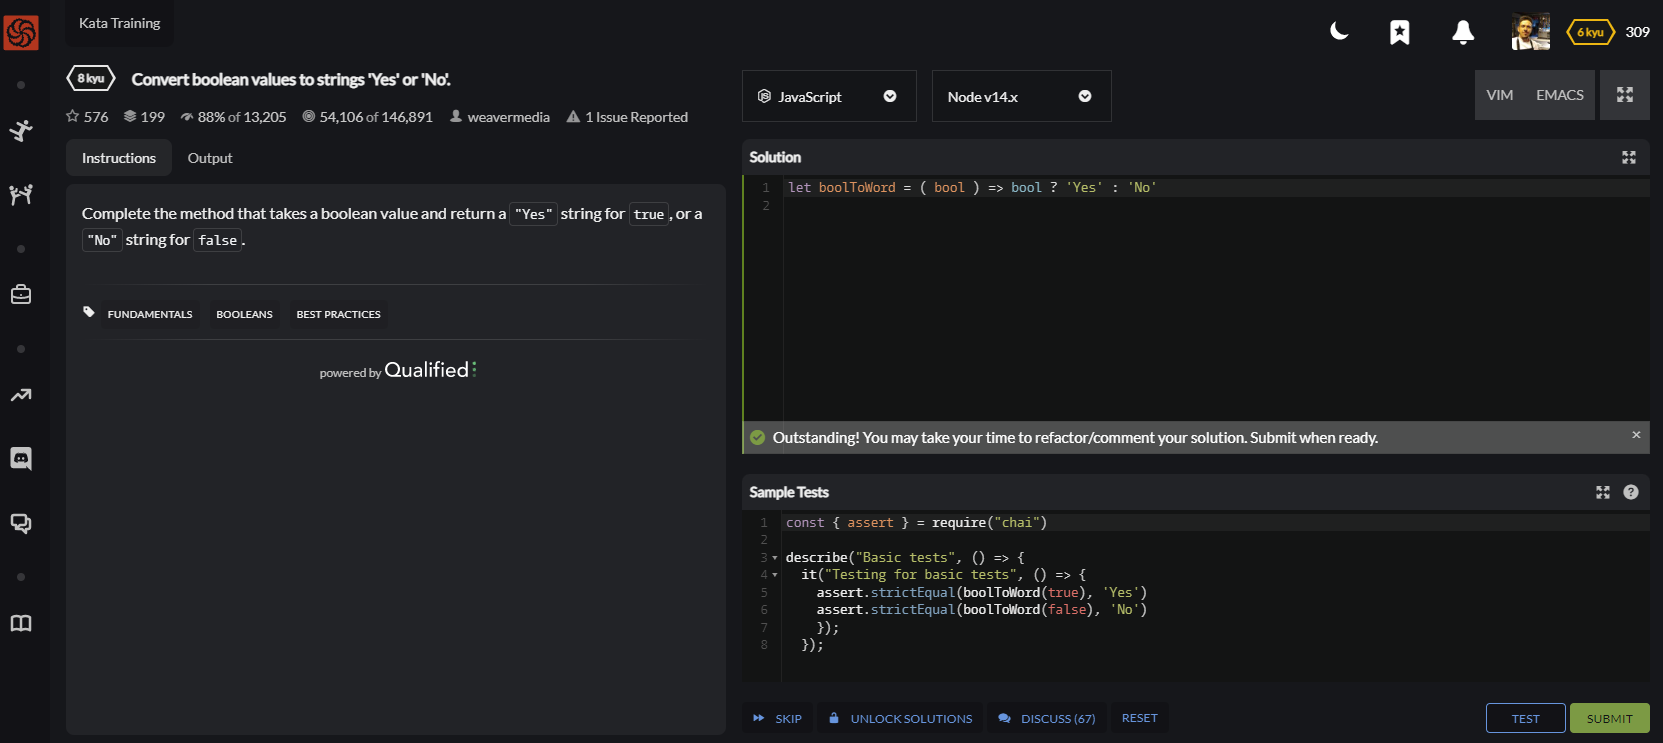 Kata Training
6 kyu
309
8 kyu
Convert boolean values to strings 'Yes' or 'No'.
576 199 88% of 13,205 54,106 of 146,891 weavermedia 1 Issue Reported
Instructions
Output
Complete the method that takes a boolean value and return a "Yes" string for true, or a
"No" string for false.
FUNDAMENTALS BOOLEANS BEST PRACTICES
powered by Qualified
JavaScript
Node v14.x
VIM
EMACS
Solution
1 let boolToWord = ( bool ) => bool ? 'Yes' : 'No'
2
Outstanding! You may take your time to refactor/comment your solution. Submit when ready.
×
Sample Tests
?
1 const { assert } = require("chai")
2
3 describe("Basic tests", () => {
4 it("Testing for basic tests", () => {
5 assert.strictEqual(boolToWord(true), 'Yes')
6 assert.strictEqual(boolToWord(false), 'No')
7 });
8 });
SKIP
UNLOCK SOLUTIONS
DISCUSS (67)
RESET
TEST
SUBMIT